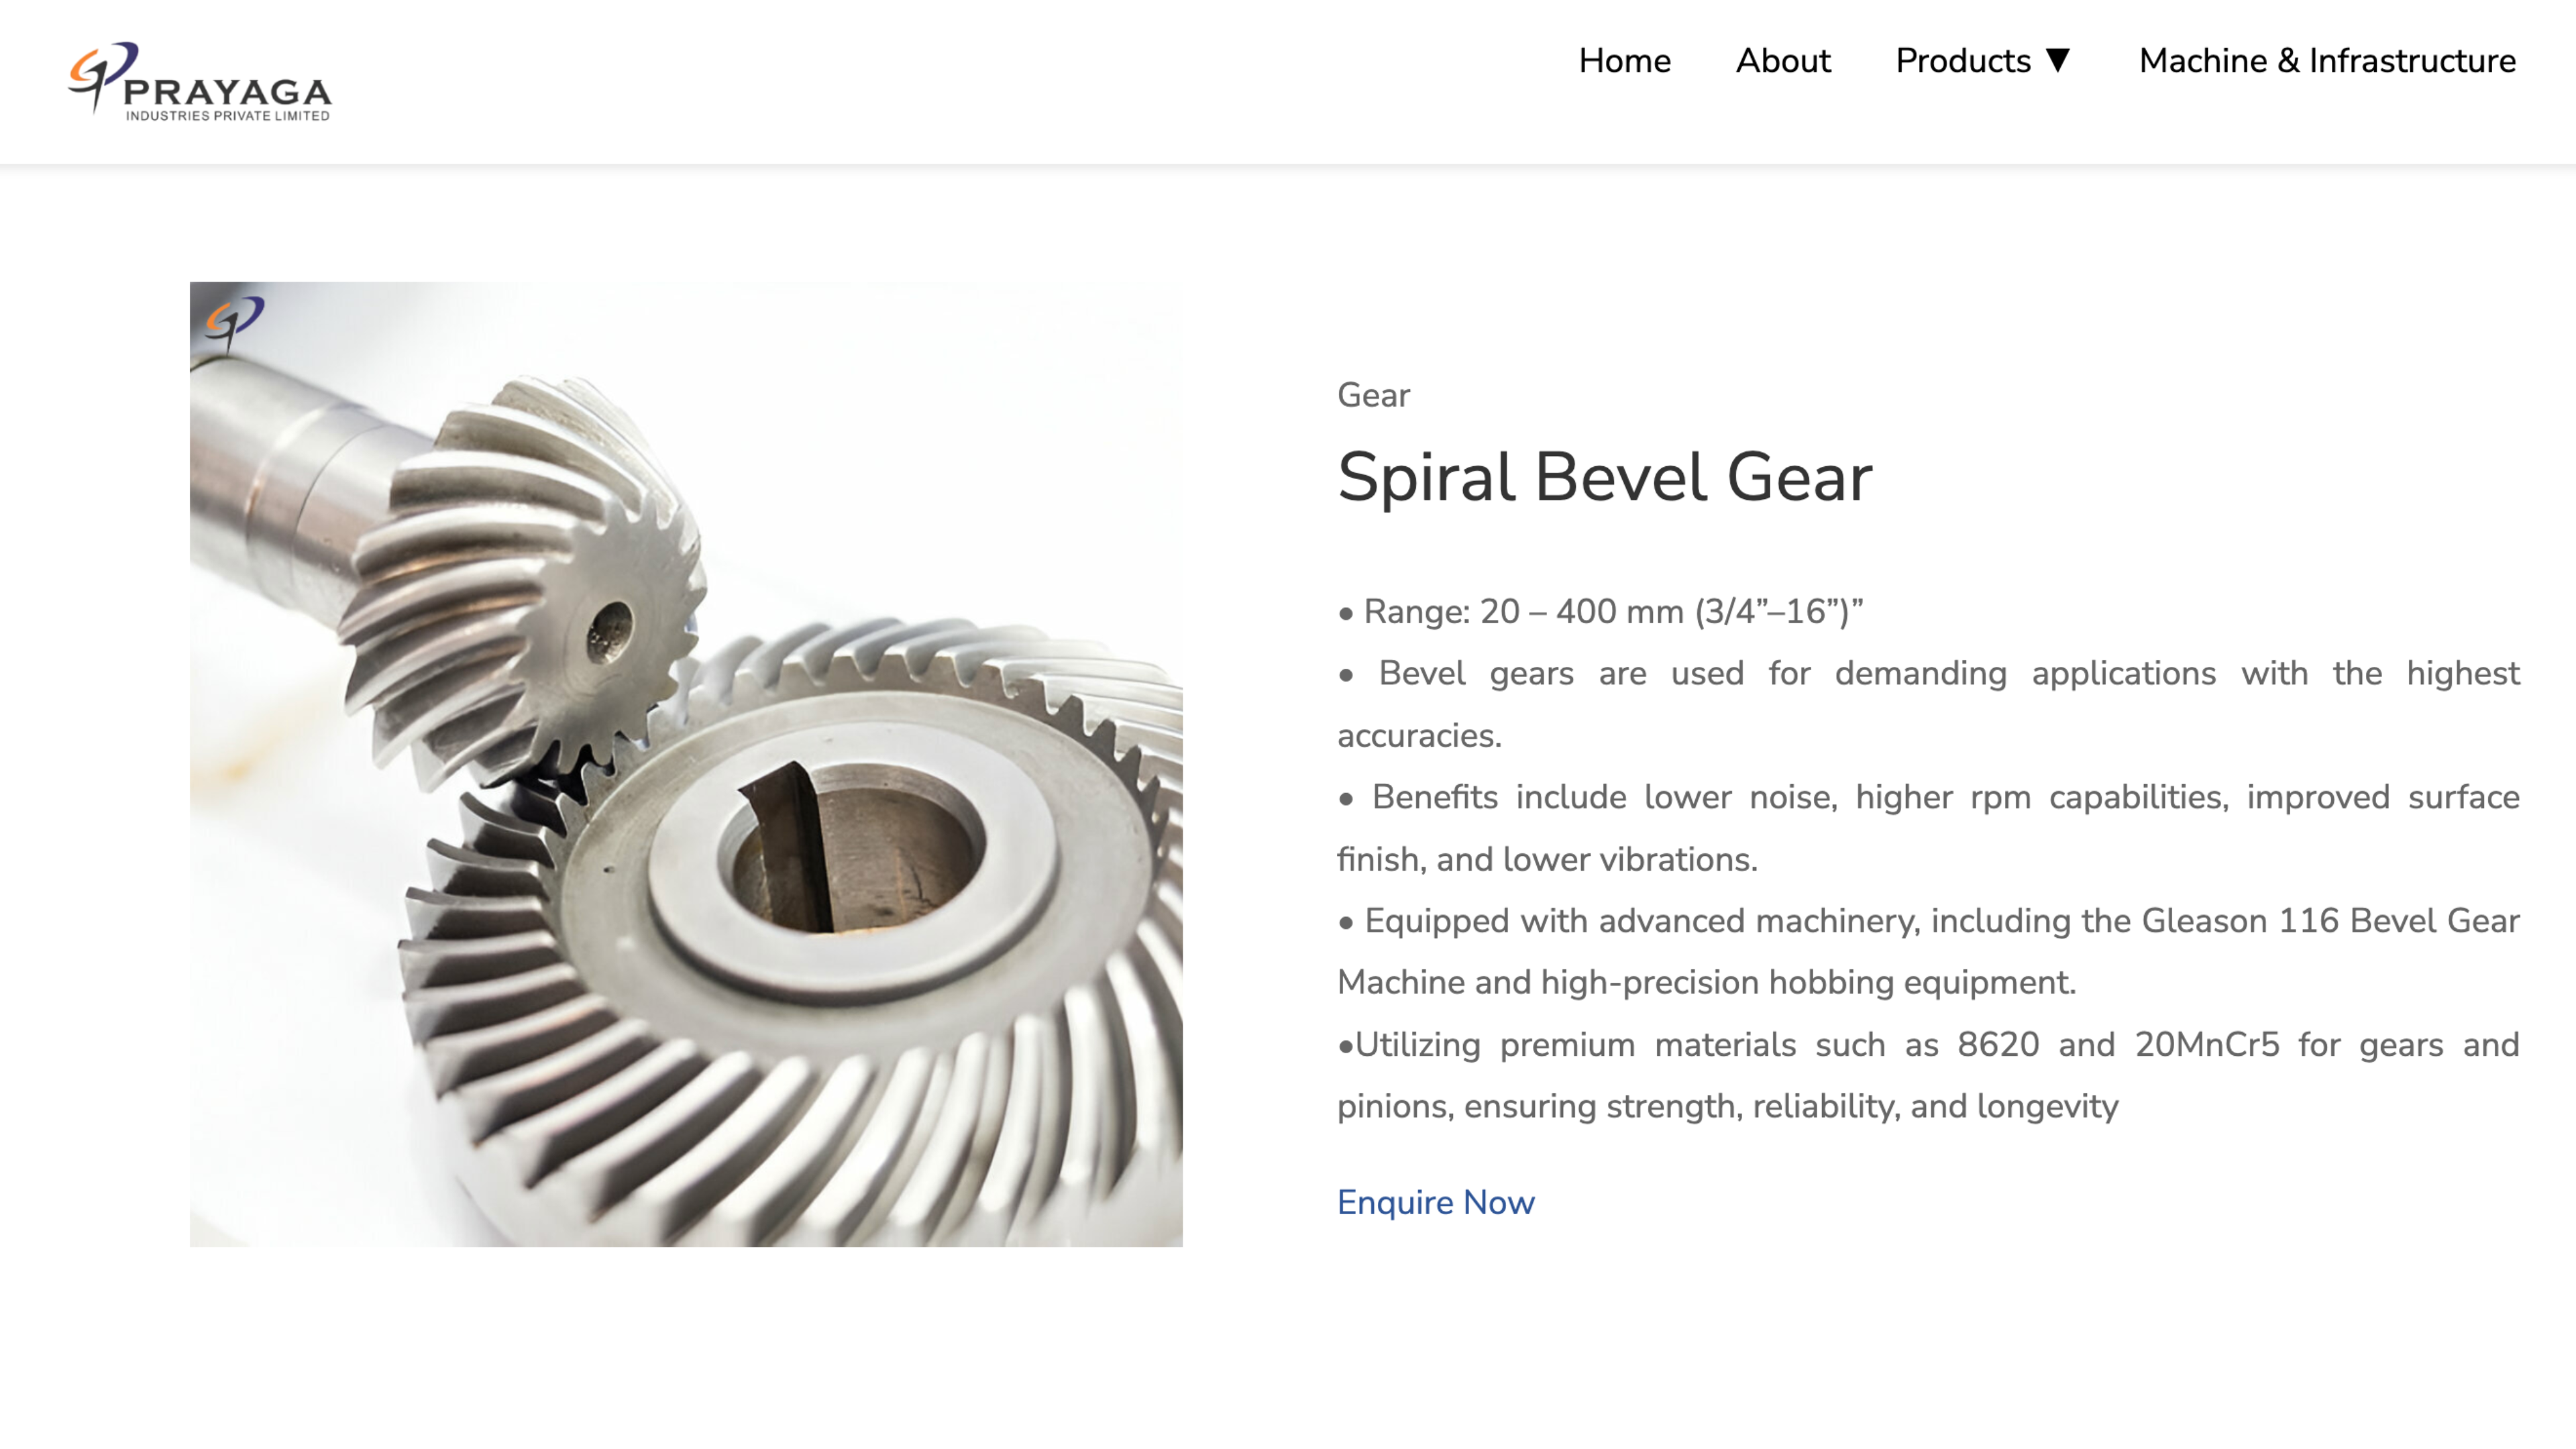 PRAYAGA
INDUSTRIES PRIVATE LIMITED
Home About Products ▼ Machine & Infrastructure
Gear
Spiral Bevel Gear
• Range: 20 – 400 mm (3/4”–16”)”
• Bevel gears are used for demanding applications with the highest
accuracies.
• Benefits include lower noise, higher rpm capabilities, improved surface
finish, and lower vibrations.
• Equipped with advanced machinery, including the Gleason 116 Bevel Gear
Machine and high-precision hobbing equipment.
•Utilizing premium materials such as 8620 and 20MnCr5 for gears and
pinions, ensuring strength, reliability, and longevity
Enquire Now